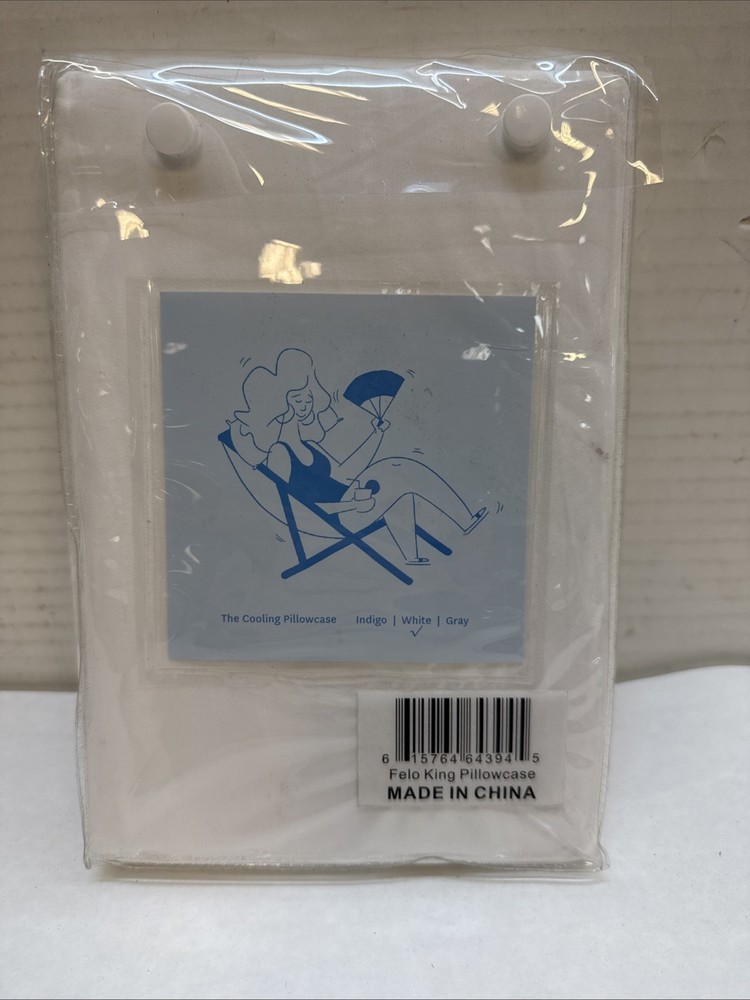 The Cooling Pillowcase Indigo | White | Gray
6 15764 64394 5
Felo King Pillowcase
MADE IN CHINA